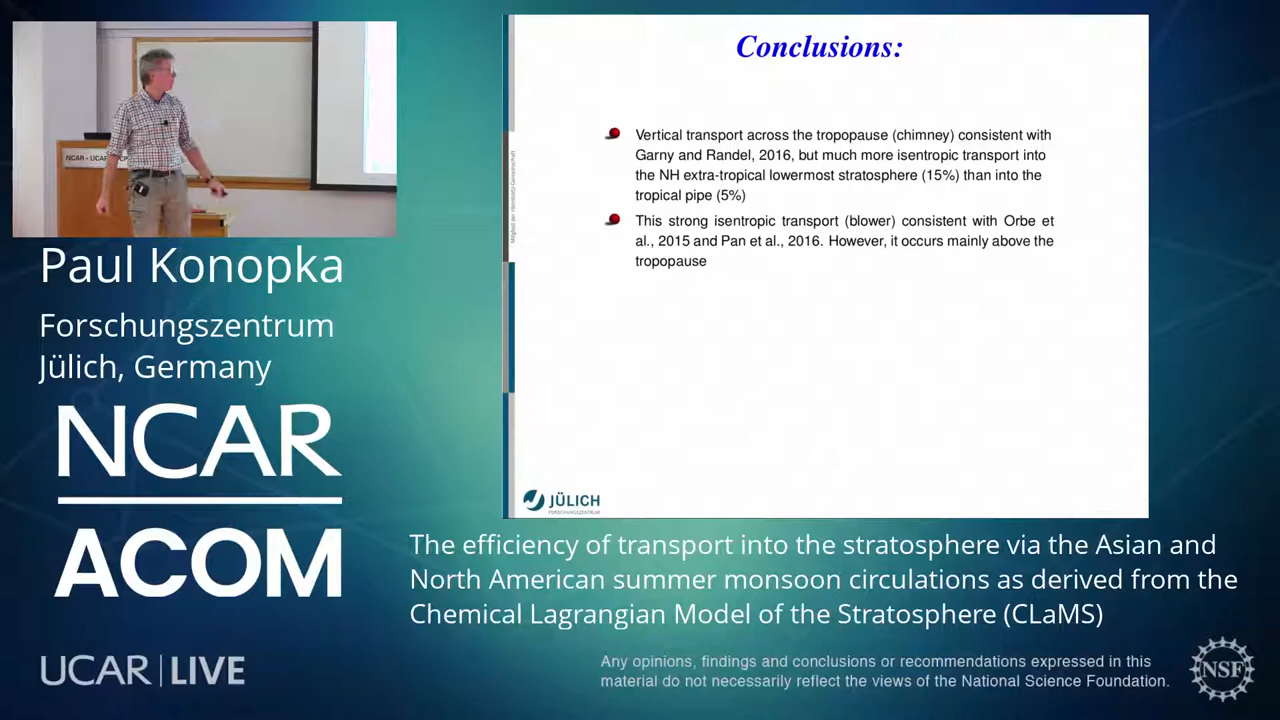 Conclusions:
Vertical transport across the tropopause (chimney) consistent with
Garny and Randel, 2016, but much more isentropic transport into
the NH extra-tropical lowermost stratosphere (15%) than into the
tropical pipe (5%)
This strong isentropic transport (blower) consistent with Orbe et
al., 2015 and Pan et al., 2016. However, it occurs mainly above the
tropopause
Mitglied der Helmholtz-Gemeinschaft
JÜLICH
FORSCHUNGSZENTRUM
Paul Konopka
Forschungszentrum
Jülich, Germany
NCAR
ACOM
The efficiency of transport into the stratosphere via the Asian and
North American summer monsoon circulations as derived from the
Chemical Lagrangian Model of the Stratosphere (CLaMS)
UCAR | LIVE
Any opinions, findings and conclusions or recommendations expressed in this
material do not necessarily reflect the views of the National Science Foundation.
NSF